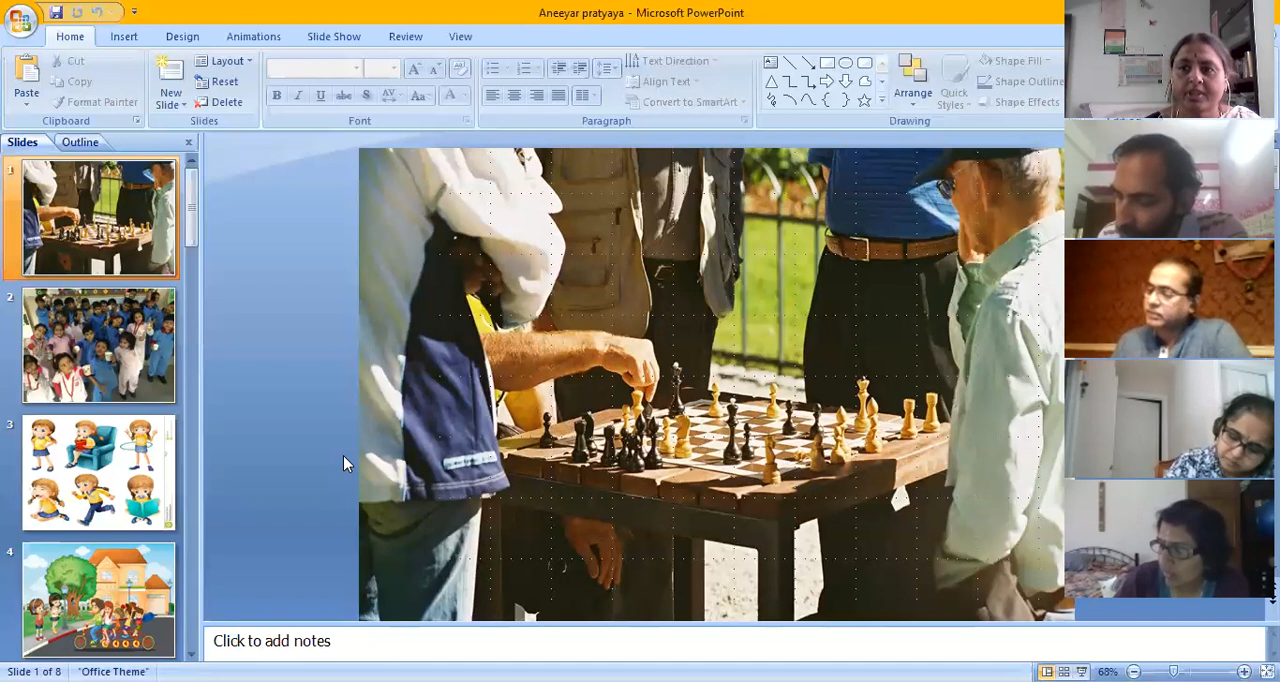 Aneeyar pratyaya - Microsoft PowerPoint
Home Insert Design Animations Slide Show Review View
Paste
Cut
Copy
Format Painter
Clipboard
New Slide
Layout
Reset
Delete
Slides
B I U abc S AV Aa A
Font
Text Direction
Align Text
Convert to SmartArt
Paragraph
Arrange
Quick Styles
Shape Fill
Shape Outline
Shape Effects
Drawing
Slides Outline
1
2
3
4
Click to add notes
Slide 1 of 8 "Office Theme" 68%